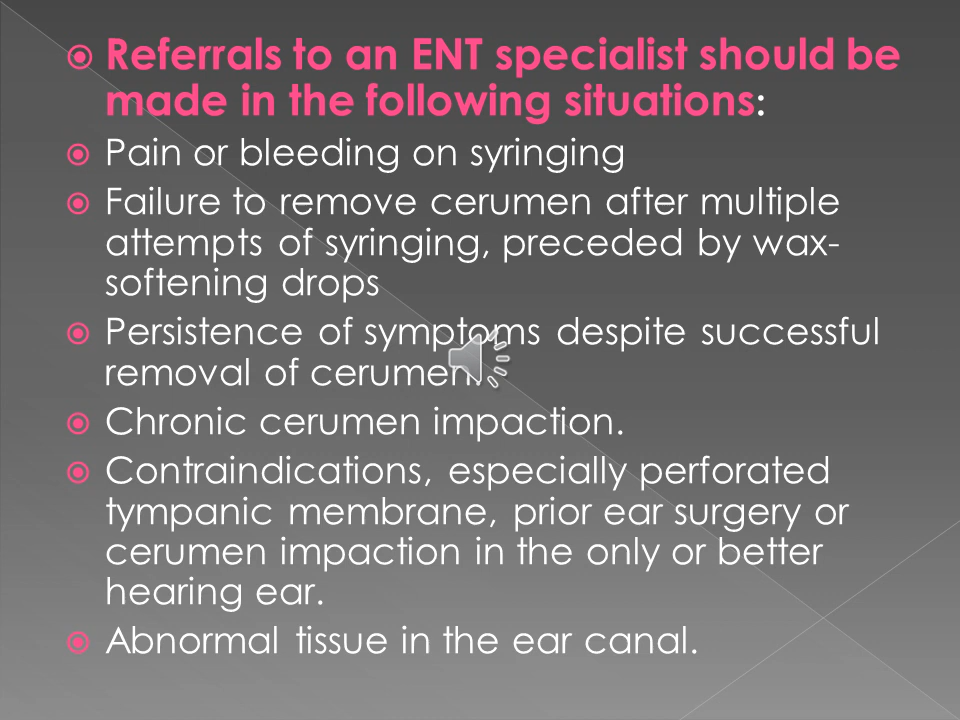 Referrals to an ENT specialist should be
made in the following situations:
Pain or bleeding on syringing
Failure to remove cerumen after multiple
attempts of syringing, preceded by wax-
softening drops
Persistence of symptoms despite successful
removal of cerumen.
Chronic cerumen impaction.
Contraindications, especially perforated
tympanic membrane, prior ear surgery or
cerumen impaction in the only or better
hearing ear.
Abnormal tissue in the ear canal.